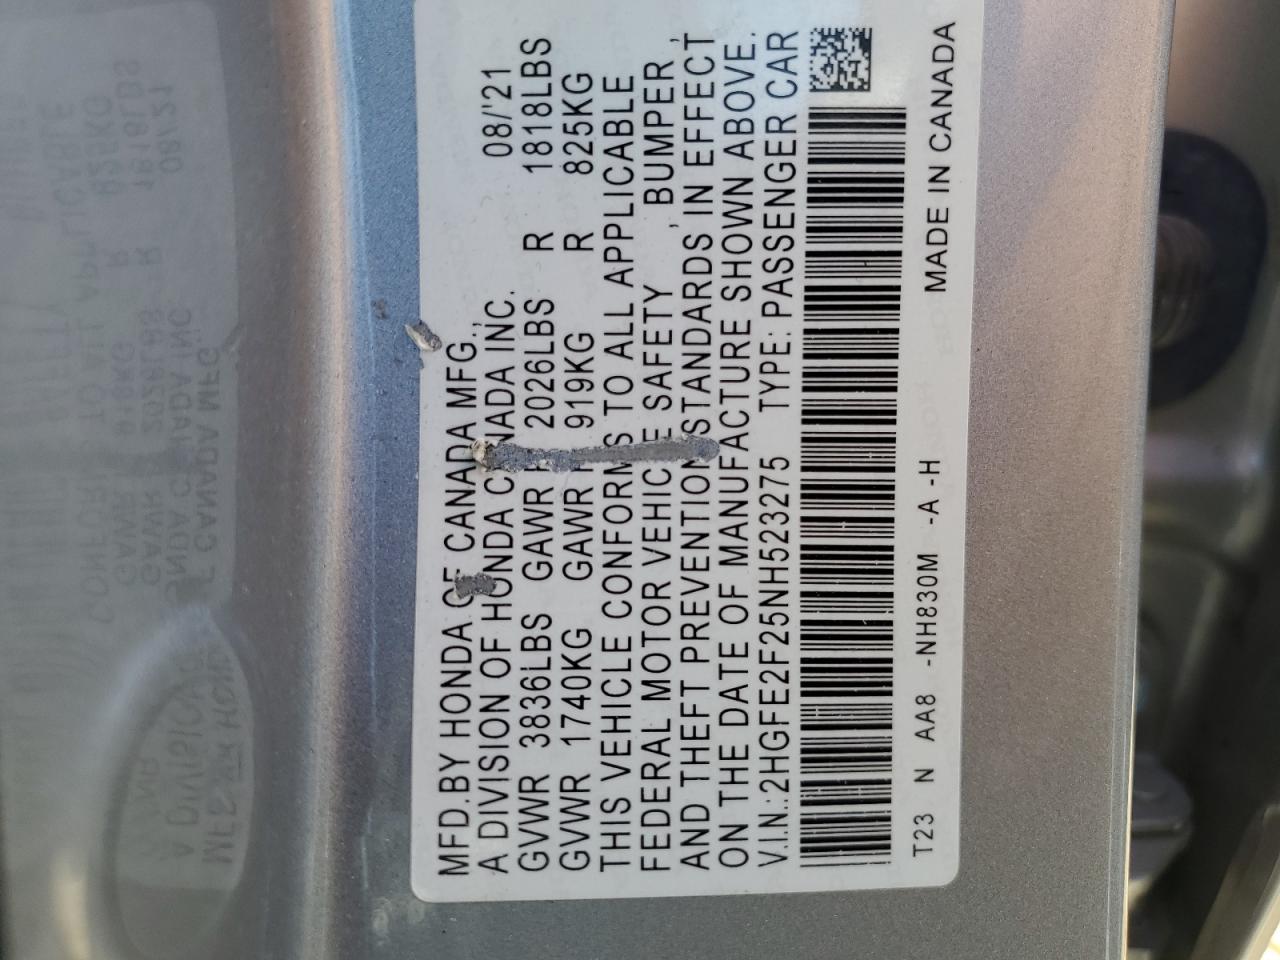 MFD.BY HONDA OF CANADA MFG., 08/'21
A DIVISION OF HONDA CANADA INC.
GVWR 3836LBS GAWR F 2026LBS R 1818LBS
GVWR 1740KG GAWR F 919KG R 825KG
THIS VEHICLE CONFORMS TO ALL APPLICABLE
FEDERAL MOTOR VEHICLE SAFETY , BUMPER ,
AND THEFT PREVENTION STANDARDS IN EFFECT
ON THE DATE OF MANUFACTURE SHOWN ABOVE.
V.I.N.:2HGFE2F25NH523275 TYPE: PASSENGER CAR
T23 N AA8 -NH830M -A -H MADE IN CANADA